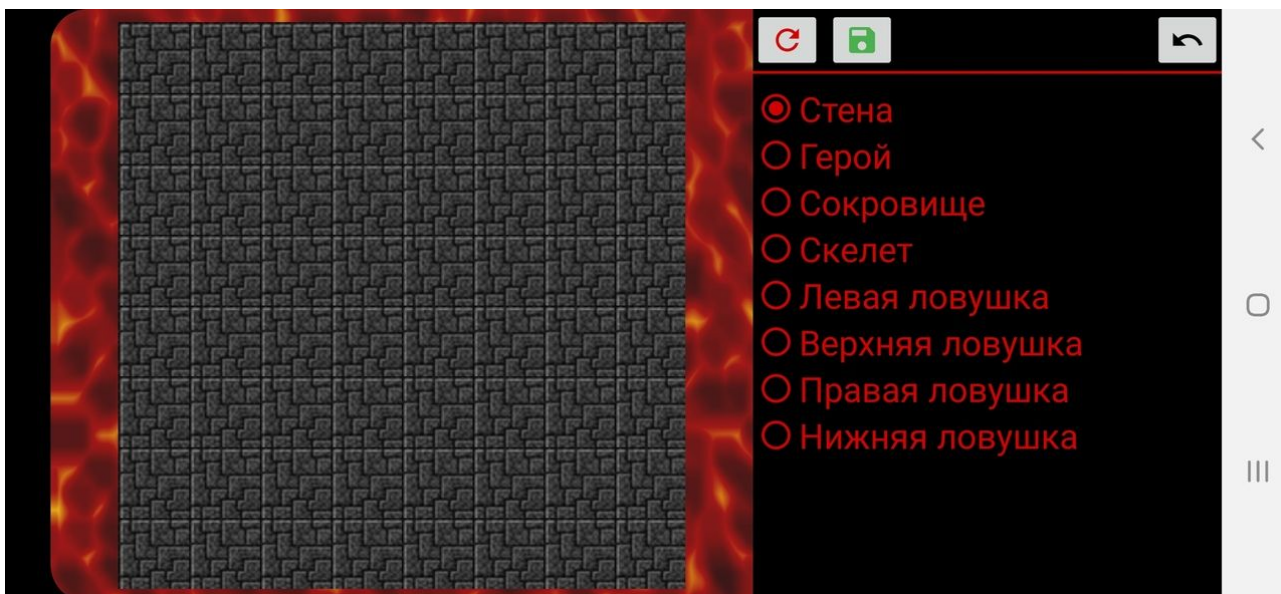 Стена
Герой
Сокровище
Скелет
Левая ловушка
Верхняя ловушка
Правая ловушка
Нижняя ловушка